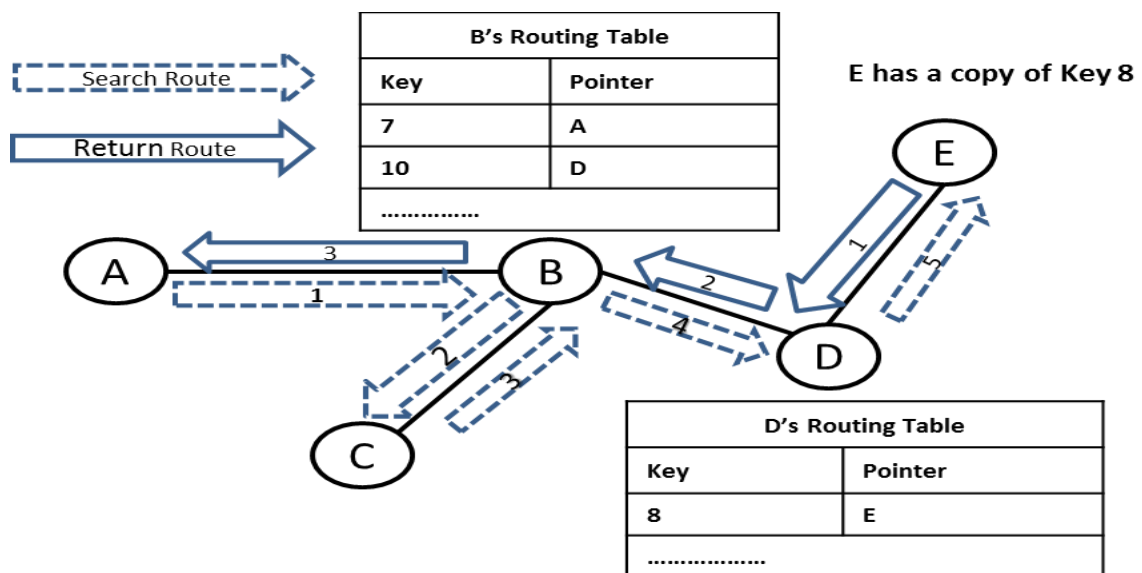 B's Routing Table
Key Pointer
7 A
10 D
...............
Search Route
Return Route
E has a copy of Key 8
E
A
B
C
D
3
1
2
3
2
4
1
5
D's Routing Table
Key Pointer
8 E
..................